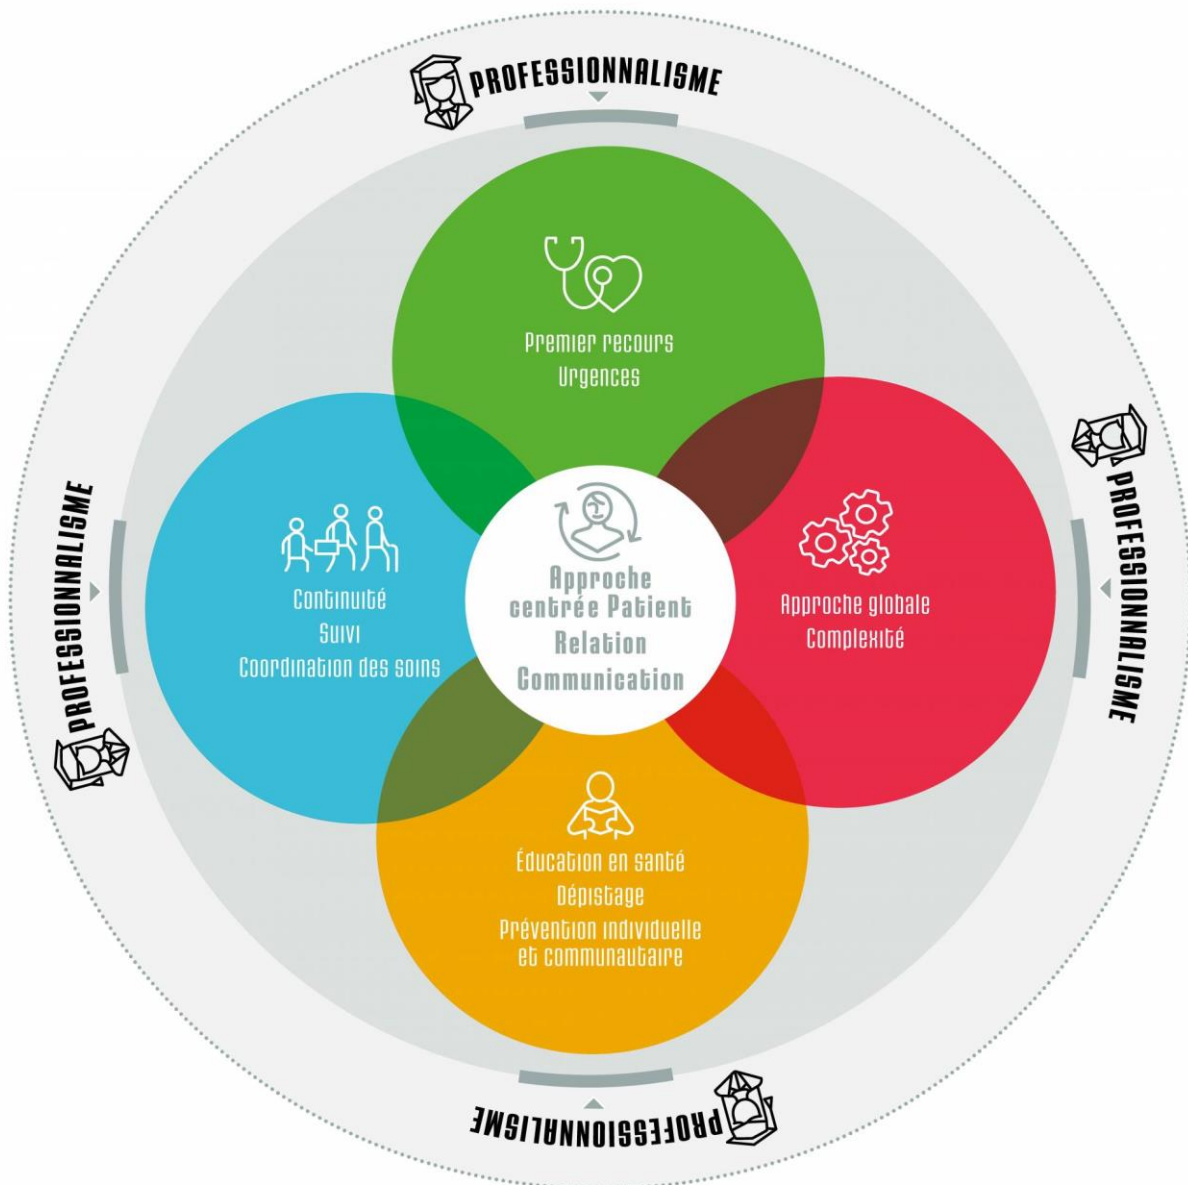 PROFESSIONNALISME
Premier recours
Urgences
PROFESSIONNALISME
Continuité
Suivi
Coordination des soins
Approche
centrée Patient
Relation
Communication
Approche globale
Complexité
PROFESSIONNALISME
Éducation en santé
Dépistage
Prévention individuelle
et communautaire
PROFESSIONNALISME